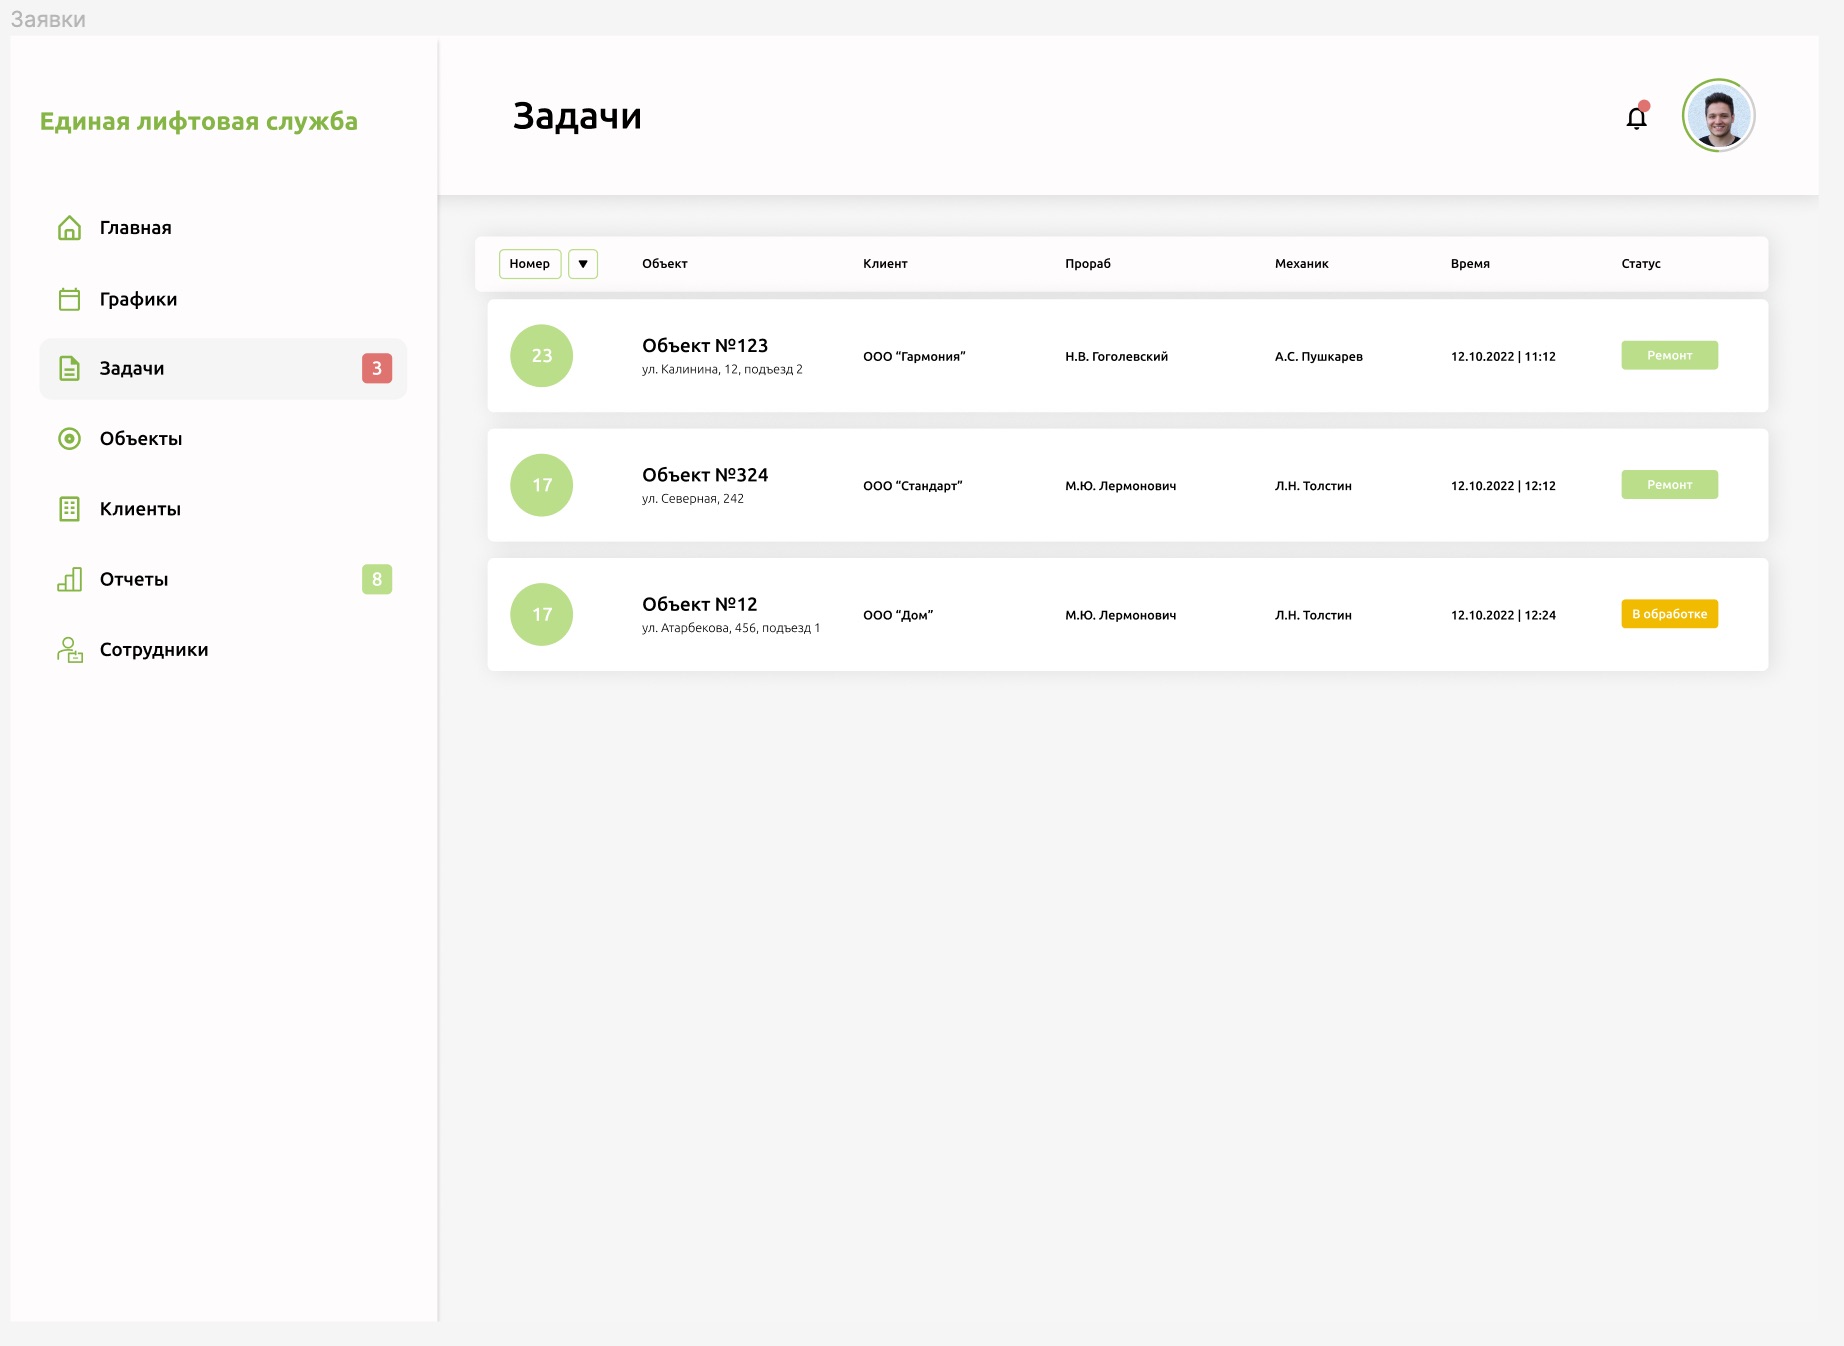 Заявки
Единая лифтовая служба
Главная
Графики
Задачи 3
Объекты
Клиенты
Отчеты 8
Сотрудники
Задачи
Номер ▼ Объект Клиент Прораб Механик Время Статус
23 Объект №123 ООО “Гармония” Н.В. Гоголевский А.С. Пушкарев 12.10.2022 | 11:12 Ремонт
ул. Калинина, 12, подъезд 2
17 Объект №324 ООО “Стандарт” М.Ю. Лермонович Л.Н. Толстин 12.10.2022 | 12:12 Ремонт
ул. Северная, 242
17 Объект №12 ООО “Дом” М.Ю. Лермонович Л.Н. Толстин 12.10.2022 | 12:24 В обработке
ул. Атарбекова, 456, подъезд 1